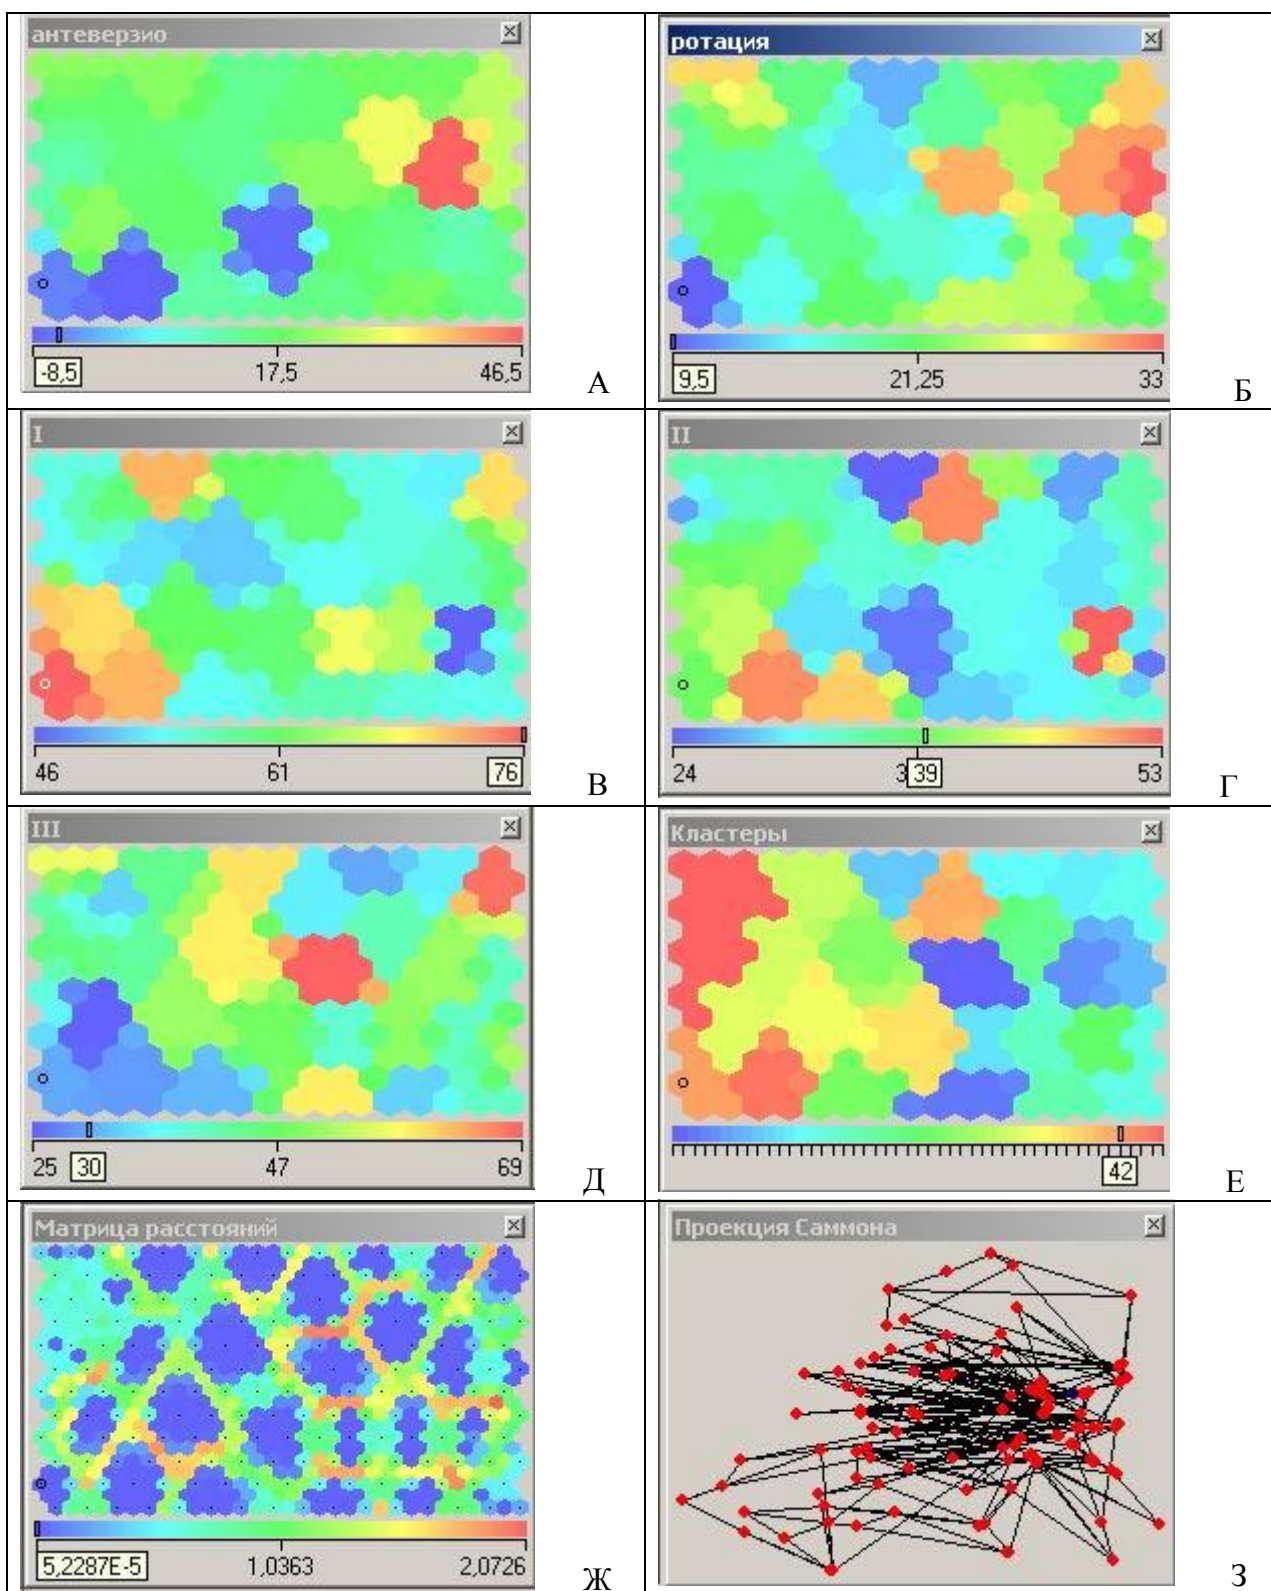 антеверзио
-8,5 17,5 46,5
А
ротация
9,5 21,25 33
Б
I
46 61 76
В
II
24 3 39 53
Г
III
25 30 47 69
Д
Кластеры
42
Е
Матрица расстояний
5,2287E-5 1,0363 2,0726
Ж
Проекция Саммона
З